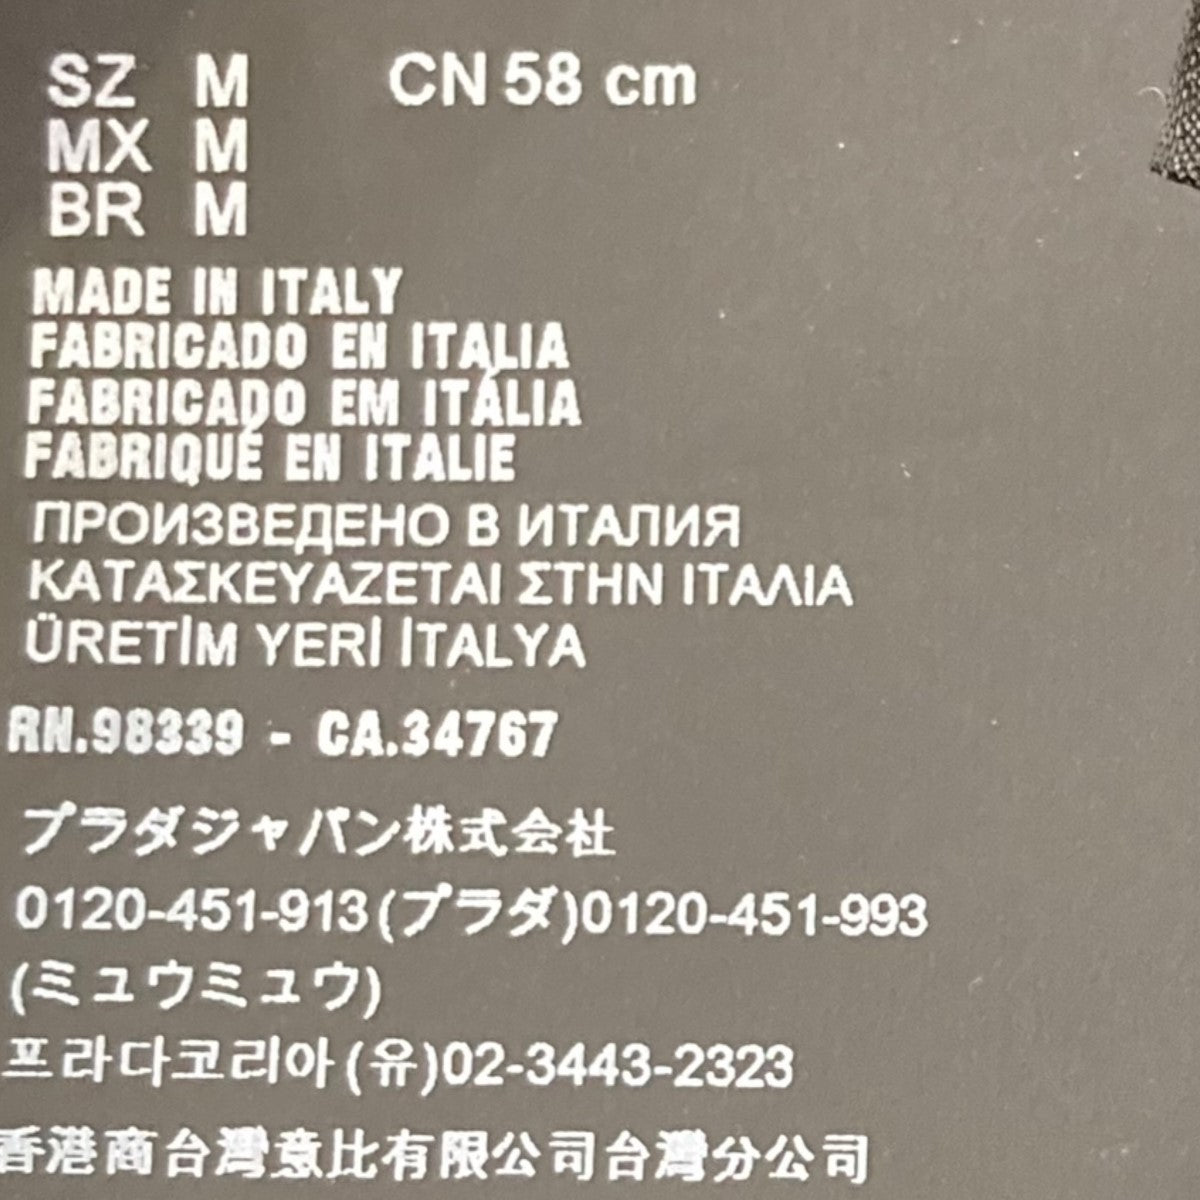 SZ M CN 58 cm
MX M
BR M
MADE IN ITALY
FABRICADO EN ITALIA
FABRICADO EM ITÁLIA
FABRIQUÉ EN ITALIE
ПРОИЗВЕДЕНО В ИТАЛИЯ
ΚΑΤΑΣΚΕΥΑΖΕΤΑΙ ΣΤΗΝ ΙΤΑΛΙΑ
ÜRETİM YERİ İTALYA
RN.98339 - CA.34767
プラダジャパン株式会社
0120-451-913(プラダ)0120-451-993
(ミュウミュウ)
프라다코리아(유)02-3443-2323
香港商台灣意比有限公司台灣分公司